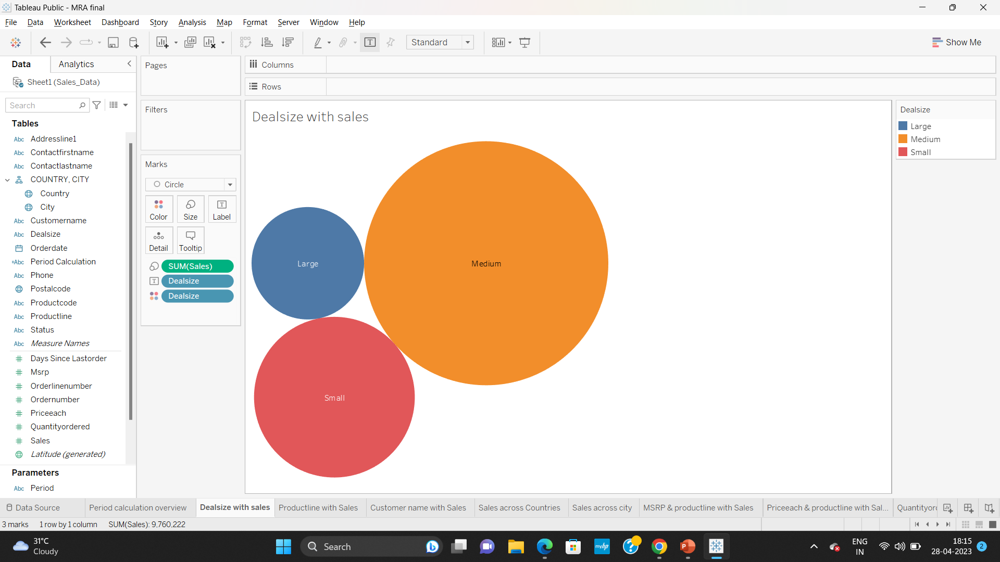 Tableau Public - MRA final
File Data Worksheet Dashboard Story Analysis Map Format Server Window Help
Standard
Show Me
Data Analytics
Sheet1 (Sales_Data)
Search
Tables
Abc Addressline1
Abc Contactfirstname
Abc Contactlastname
COUNTRY, CITY
Country
City
Abc Customername
Abc Dealsize
Orderdate
=Abc Period Calculation
Abc Phone
Postalcode
Abc Productcode
Abc Productline
Abc Status
Abc Measure Names
Days Since Lastorder
Msrp
Orderlinenumber
Ordernumber
Priceeach
Quantityordered
Sales
Latitude (generated)
Parameters
Abc Period
Pages
Filters
Marks
Circle
Color Size Label
Detail Tooltip
SUM(Sales)
Dealsize
Dealsize
Columns
Rows
Dealsize with sales
Large
Medium
Small
Dealsize
Large
Medium
Small
Data Source Period calculation overview Dealsize with sales Productline with Sales Customer name with Sales Sales across Countries Sales across city MSRP & productline with Sales Priceeach & productline with Sal... Quantityor
3 marks 1 row by 1 column SUM(Sales): 9,760,222
31°C
Cloudy
Search
myhp
ENG
IN
18:15
28-04-2023
2